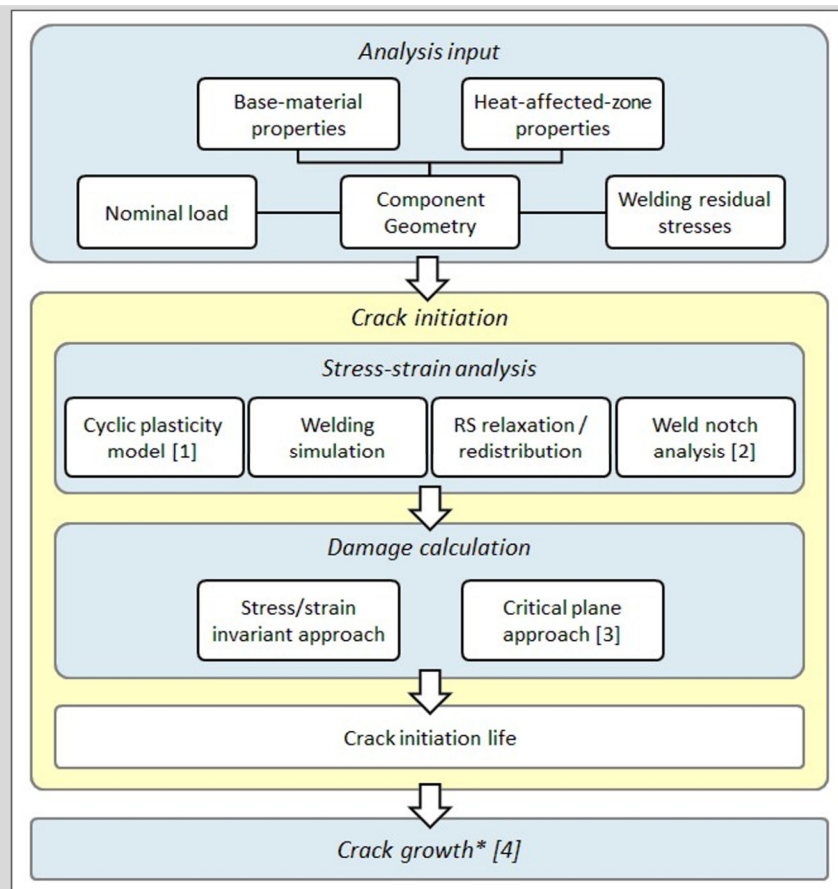 Analysis input
Base-material
properties
Heat-affected-zone
properties
Nominal load
Component
Geometry
Welding residual
stresses
Crack initiation
Stress-strain analysis
Cyclic plasticity
model [1]
Welding
simulation
RS relaxation /
redistribution
Weld notch
analysis [2]
Damage calculation
Stress/strain
invariant approach
Critical plane
approach [3]
Crack initiation life
Crack growth* [4]